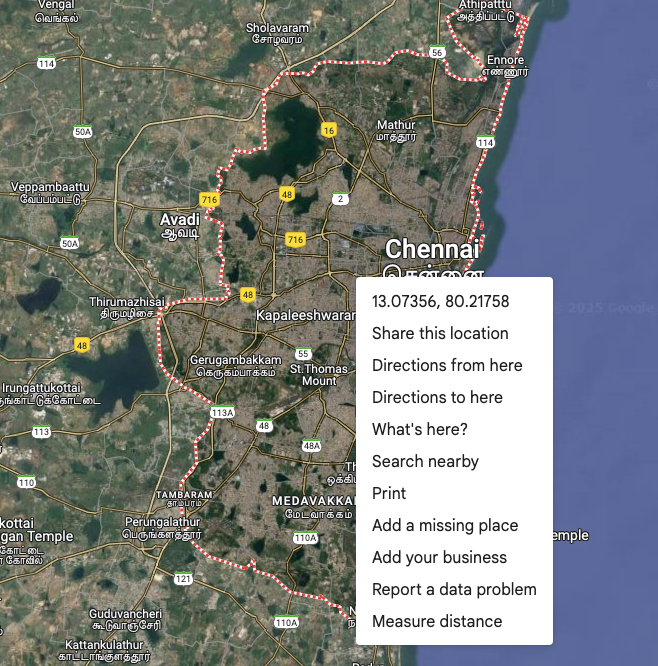 Vengal
வெங்கல்
Athipatttu
அத்திப்பட்டு
Sholavaram
சோழவரம்
56
114
Ennore
எண்ணூர்
16
Mathur
மாத்தூர்
50A
114
Veppambaattu
வேப்பம்பட்டு
716
48
2
Avadi
ஆவடி
50A
716
Chennai
சென்னை
13.07356, 80.21758
Share this location
Directions from here
Directions to here
What's here?
Search nearby
Print
Add a missing place
Add your business
Report a data problem
Measure distance
Thirumazhisai
திருமழிசை
48
© 2025 Google
Kapaleeshwarar
48
55
Gerugambakkam
கெருகம்பாக்கம்
St.Thomas
Mount
Irungattukottai
113A
48
113
48A
110
TAMBARAM
தாம்பரம்
MEDAVAKKA
மேடவாக்கம்
Perungalathur
பெருங்களத்தூர்
110A
kottai
gan Temple
கோட்டை
emple
121
Guduvancheri
கூடுவாஞ்சேரி
110A
Kattankulathur
காட்டாங்குளத்தூர்